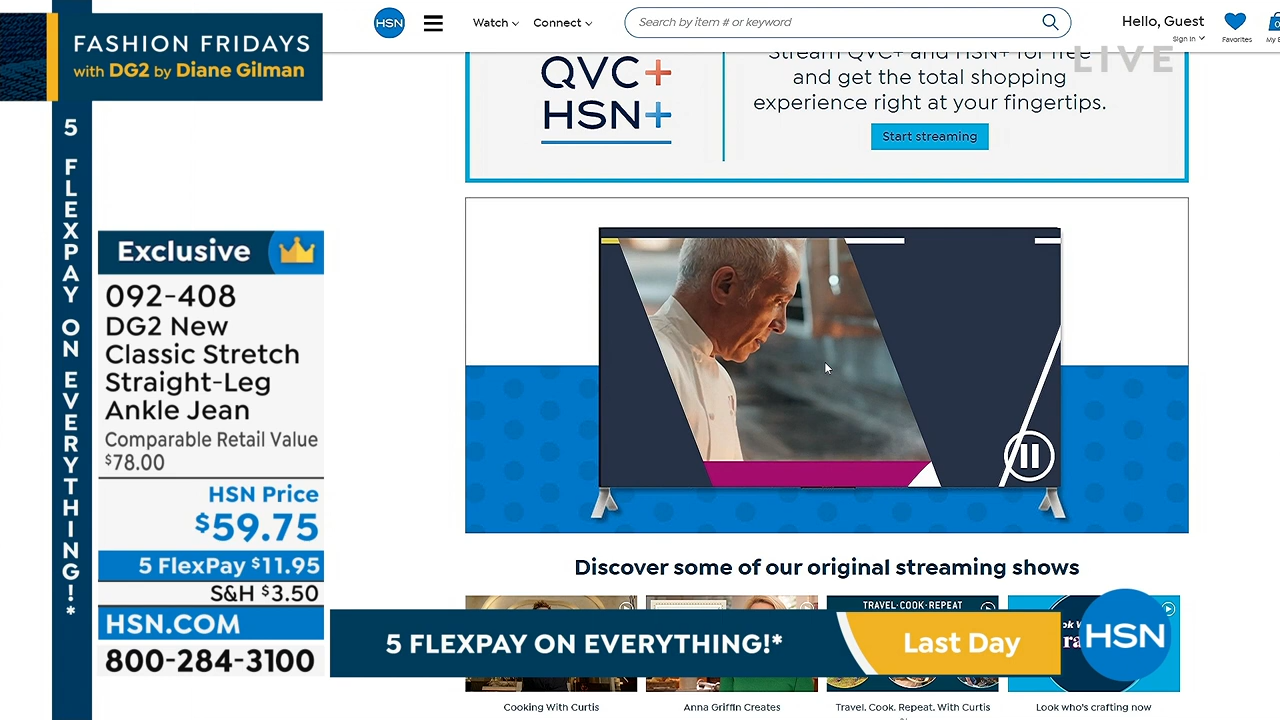 FASHION FRIDAYS
with DG2 by Diane Gilman
5 FLEXPAY ON EVERYTHING!*
Exclusive
092-408
DG2 New
Classic Stretch
Straight-Leg
Ankle Jean
Comparable Retail Value
$78.00
HSN Price
$59.75
5 FlexPay $11.95
S&H $3.50
HSN.COM
800-284-3100
HSN
Watch
Connect
Search by item # or keyword
Hello, Guest
Sign In
Favorites
My
LIVE
QVC+
HSN+
Stream QVC+ and HSN+ for free
and get the total shopping
experience right at your fingertips.
Start streaming
Discover some of our original streaming shows
TRAVEL·COOK·REPEAT
5 FLEXPAY ON EVERYTHING!*
Last Day
HSN
Cooking With Curtis
Anna Griffin Creates
Travel. Cook. Repeat. With Curtis
Look who's crafting now